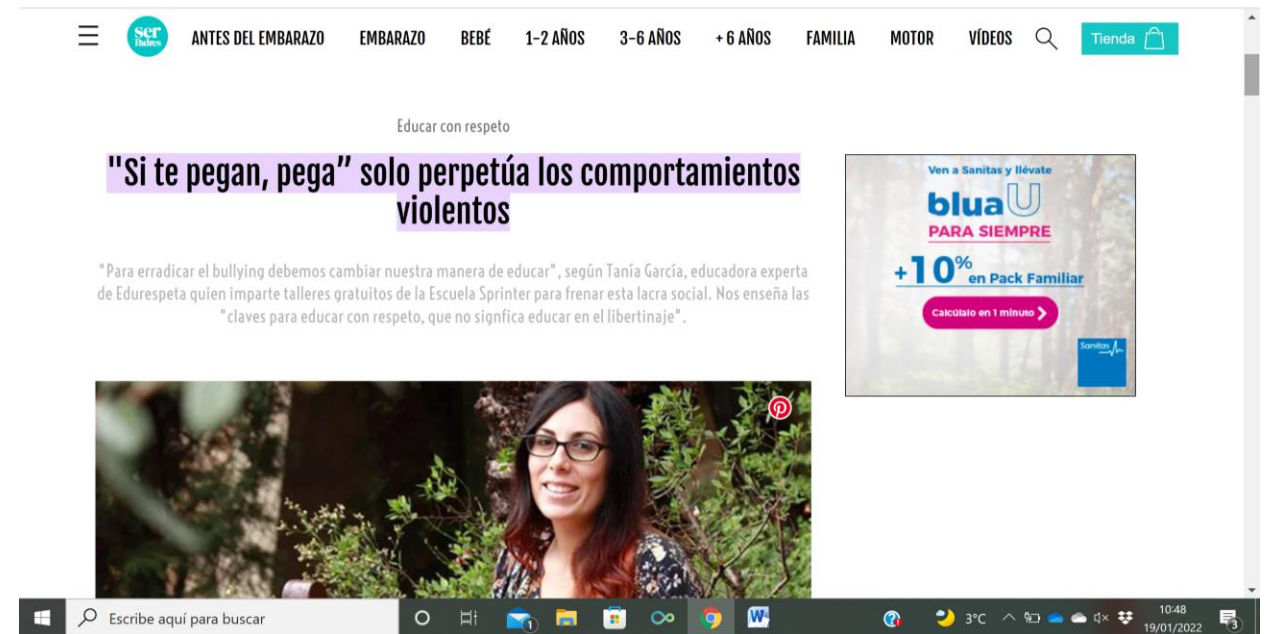 ser
Padres
ANTES DEL EMBARAZO EMBARAZO BEBÉ 1-2 AÑOS 3-6 AÑOS + 6 AÑOS FAMILIA MOTOR VÍDEOS Tienda
Educar con respeto
"Si te pegan, pega” solo perpetúa los comportamientos
violentos
"Para erradicar el bullying debemos cambiar nuestra manera de educar", según Tanía García, educadora experta
de Edurespeta quien imparte talleres gratuitos de la Escuela Sprinter para frenar esta lacra social. Nos enseña las
"claves para educar con respeto, que no signfica educar en el libertinaje".
Ven a Sanitas y llévate
blua U
PARA SIEMPRE
+10% en Pack Familiar
Calcúlalo en 1 minuto
Sanitas
Escribe aquí para buscar
1
W
3°C
10:48
19/01/2022
3